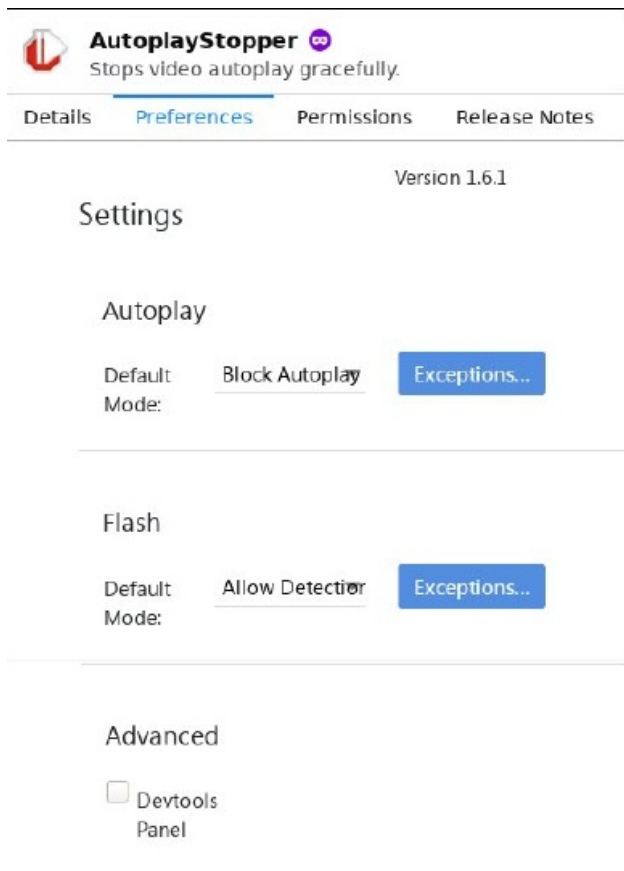 AutoplayStopper
Stops video autoplay gracefully.
Details Preferences Permissions Release Notes
Version 1.6.1
Settings
Autoplay
Default Mode: Block Autoplay Exceptions...
Flash
Default Mode: Allow Detection Exceptions...
Advanced
Devtools
Panel